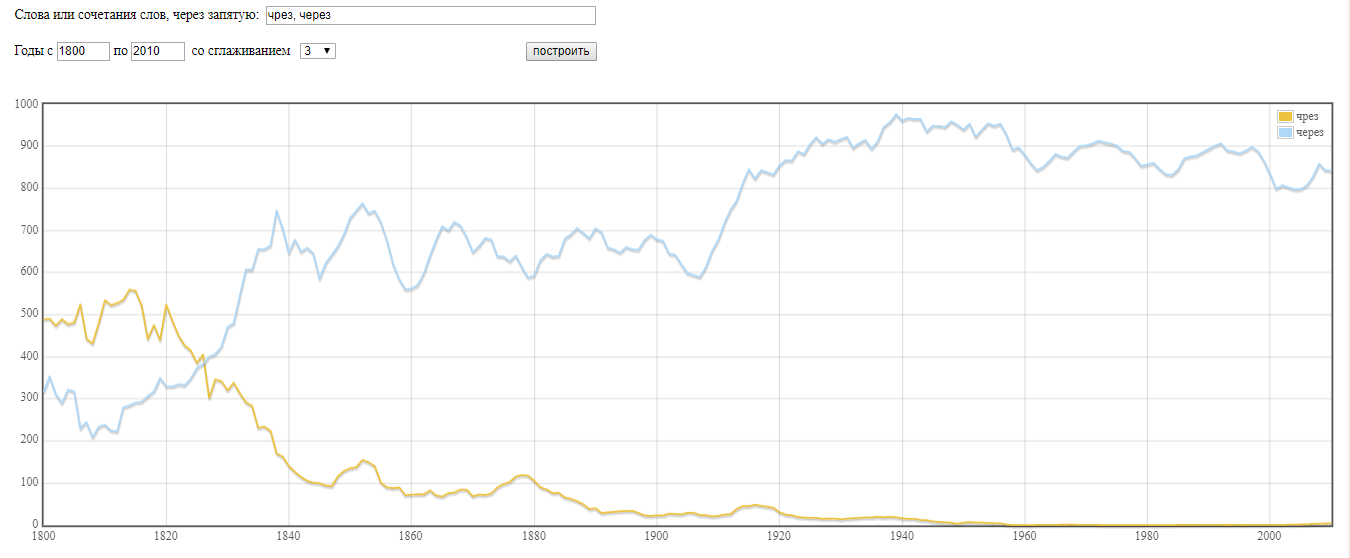 Слова или сочетания слов, через запятую: чрез, через
Годы с 1800 по 2010 со сглаживанием 3 построить
1000
чрез
900
через
800
700
600
500
400
300
200
100
0
1800 1820 1840 1860 1880 1900 1920 1940 1960 1980 2000